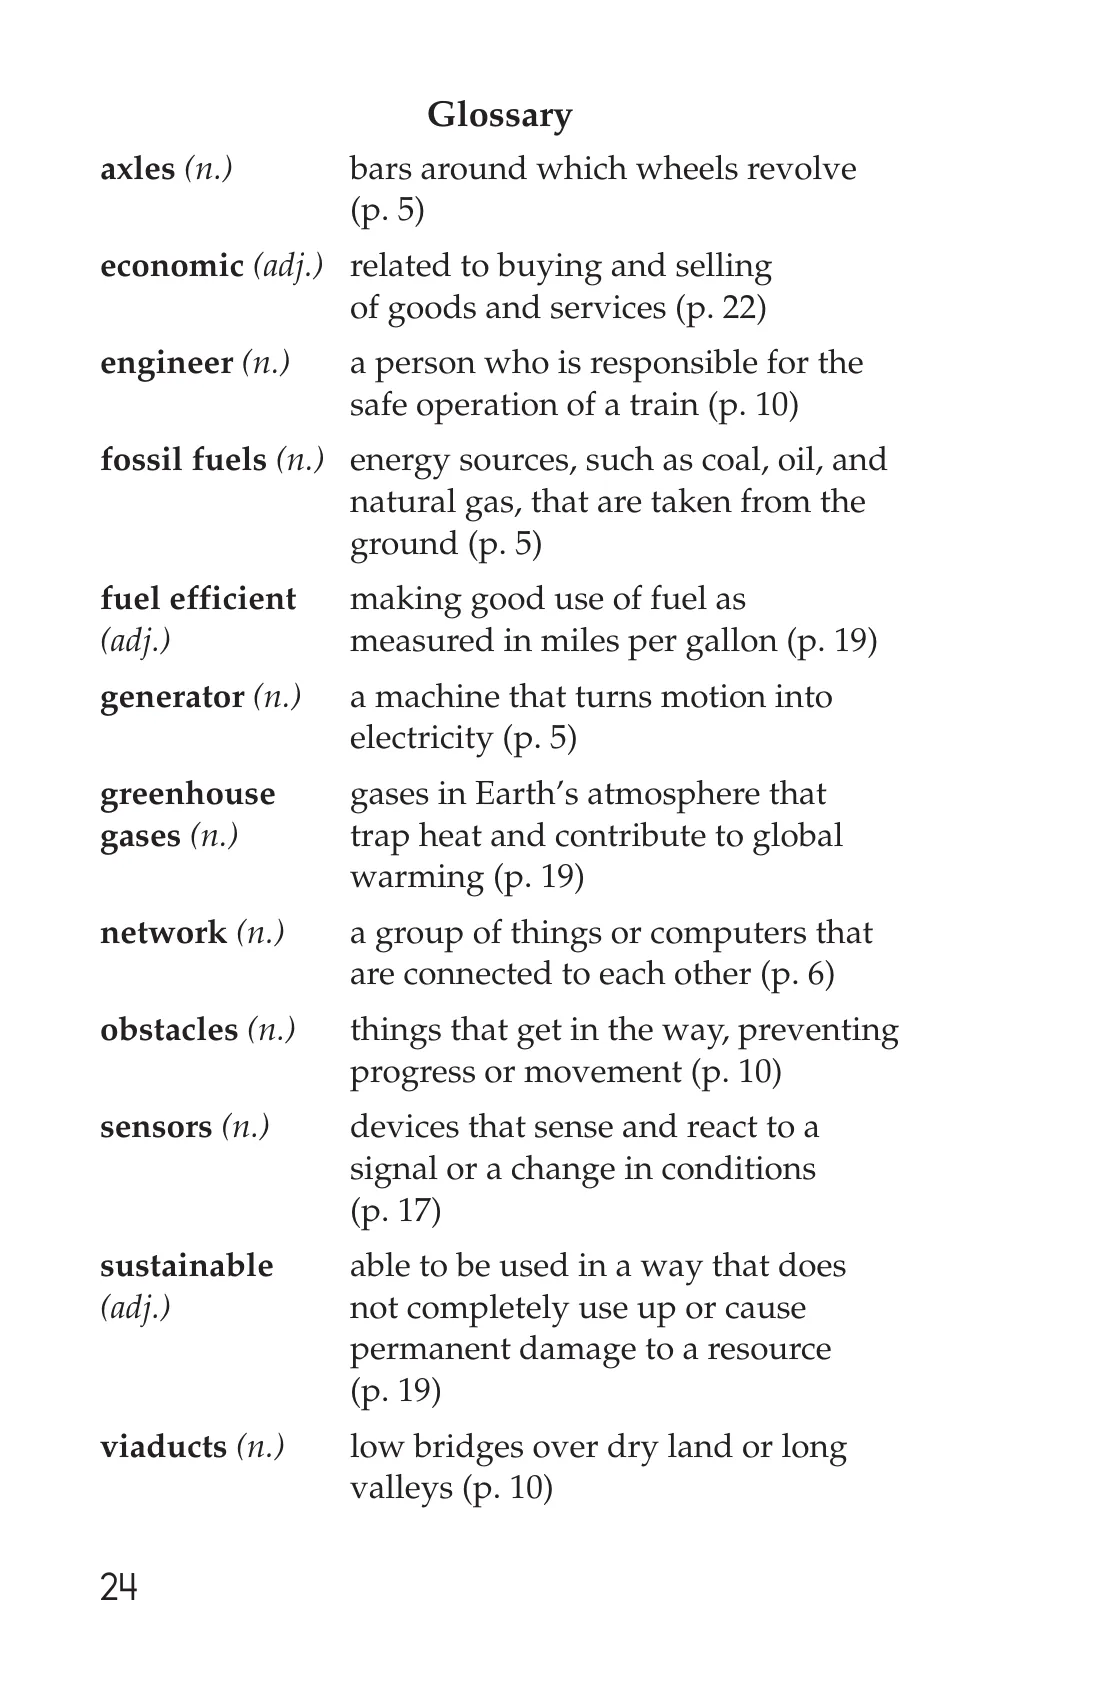 Glossary
axles (n.) bars around which wheels revolve
(p. 5)
economic (adj.) related to buying and selling
of goods and services (p. 22)
engineer (n.) a person who is responsible for the
safe operation of a train (p. 10)
fossil fuels (n.) energy sources, such as coal, oil, and
natural gas, that are taken from the
ground (p. 5)
fuel efficient making good use of fuel as
(adj.) measured in miles per gallon (p. 19)
generator (n.) a machine that turns motion into
electricity (p. 5)
greenhouse gases in Earth’s atmosphere that
gases (n.) trap heat and contribute to global
warming (p. 19)
network (n.) a group of things or computers that
are connected to each other (p. 6)
obstacles (n.) things that get in the way, preventing
progress or movement (p. 10)
sensors (n.) devices that sense and react to a
signal or a change in conditions
(p. 17)
sustainable able to be used in a way that does
(adj.) not completely use up or cause
permanent damage to a resource
(p. 19)
viaducts (n.) low bridges over dry land or long
valleys (p. 10)
24